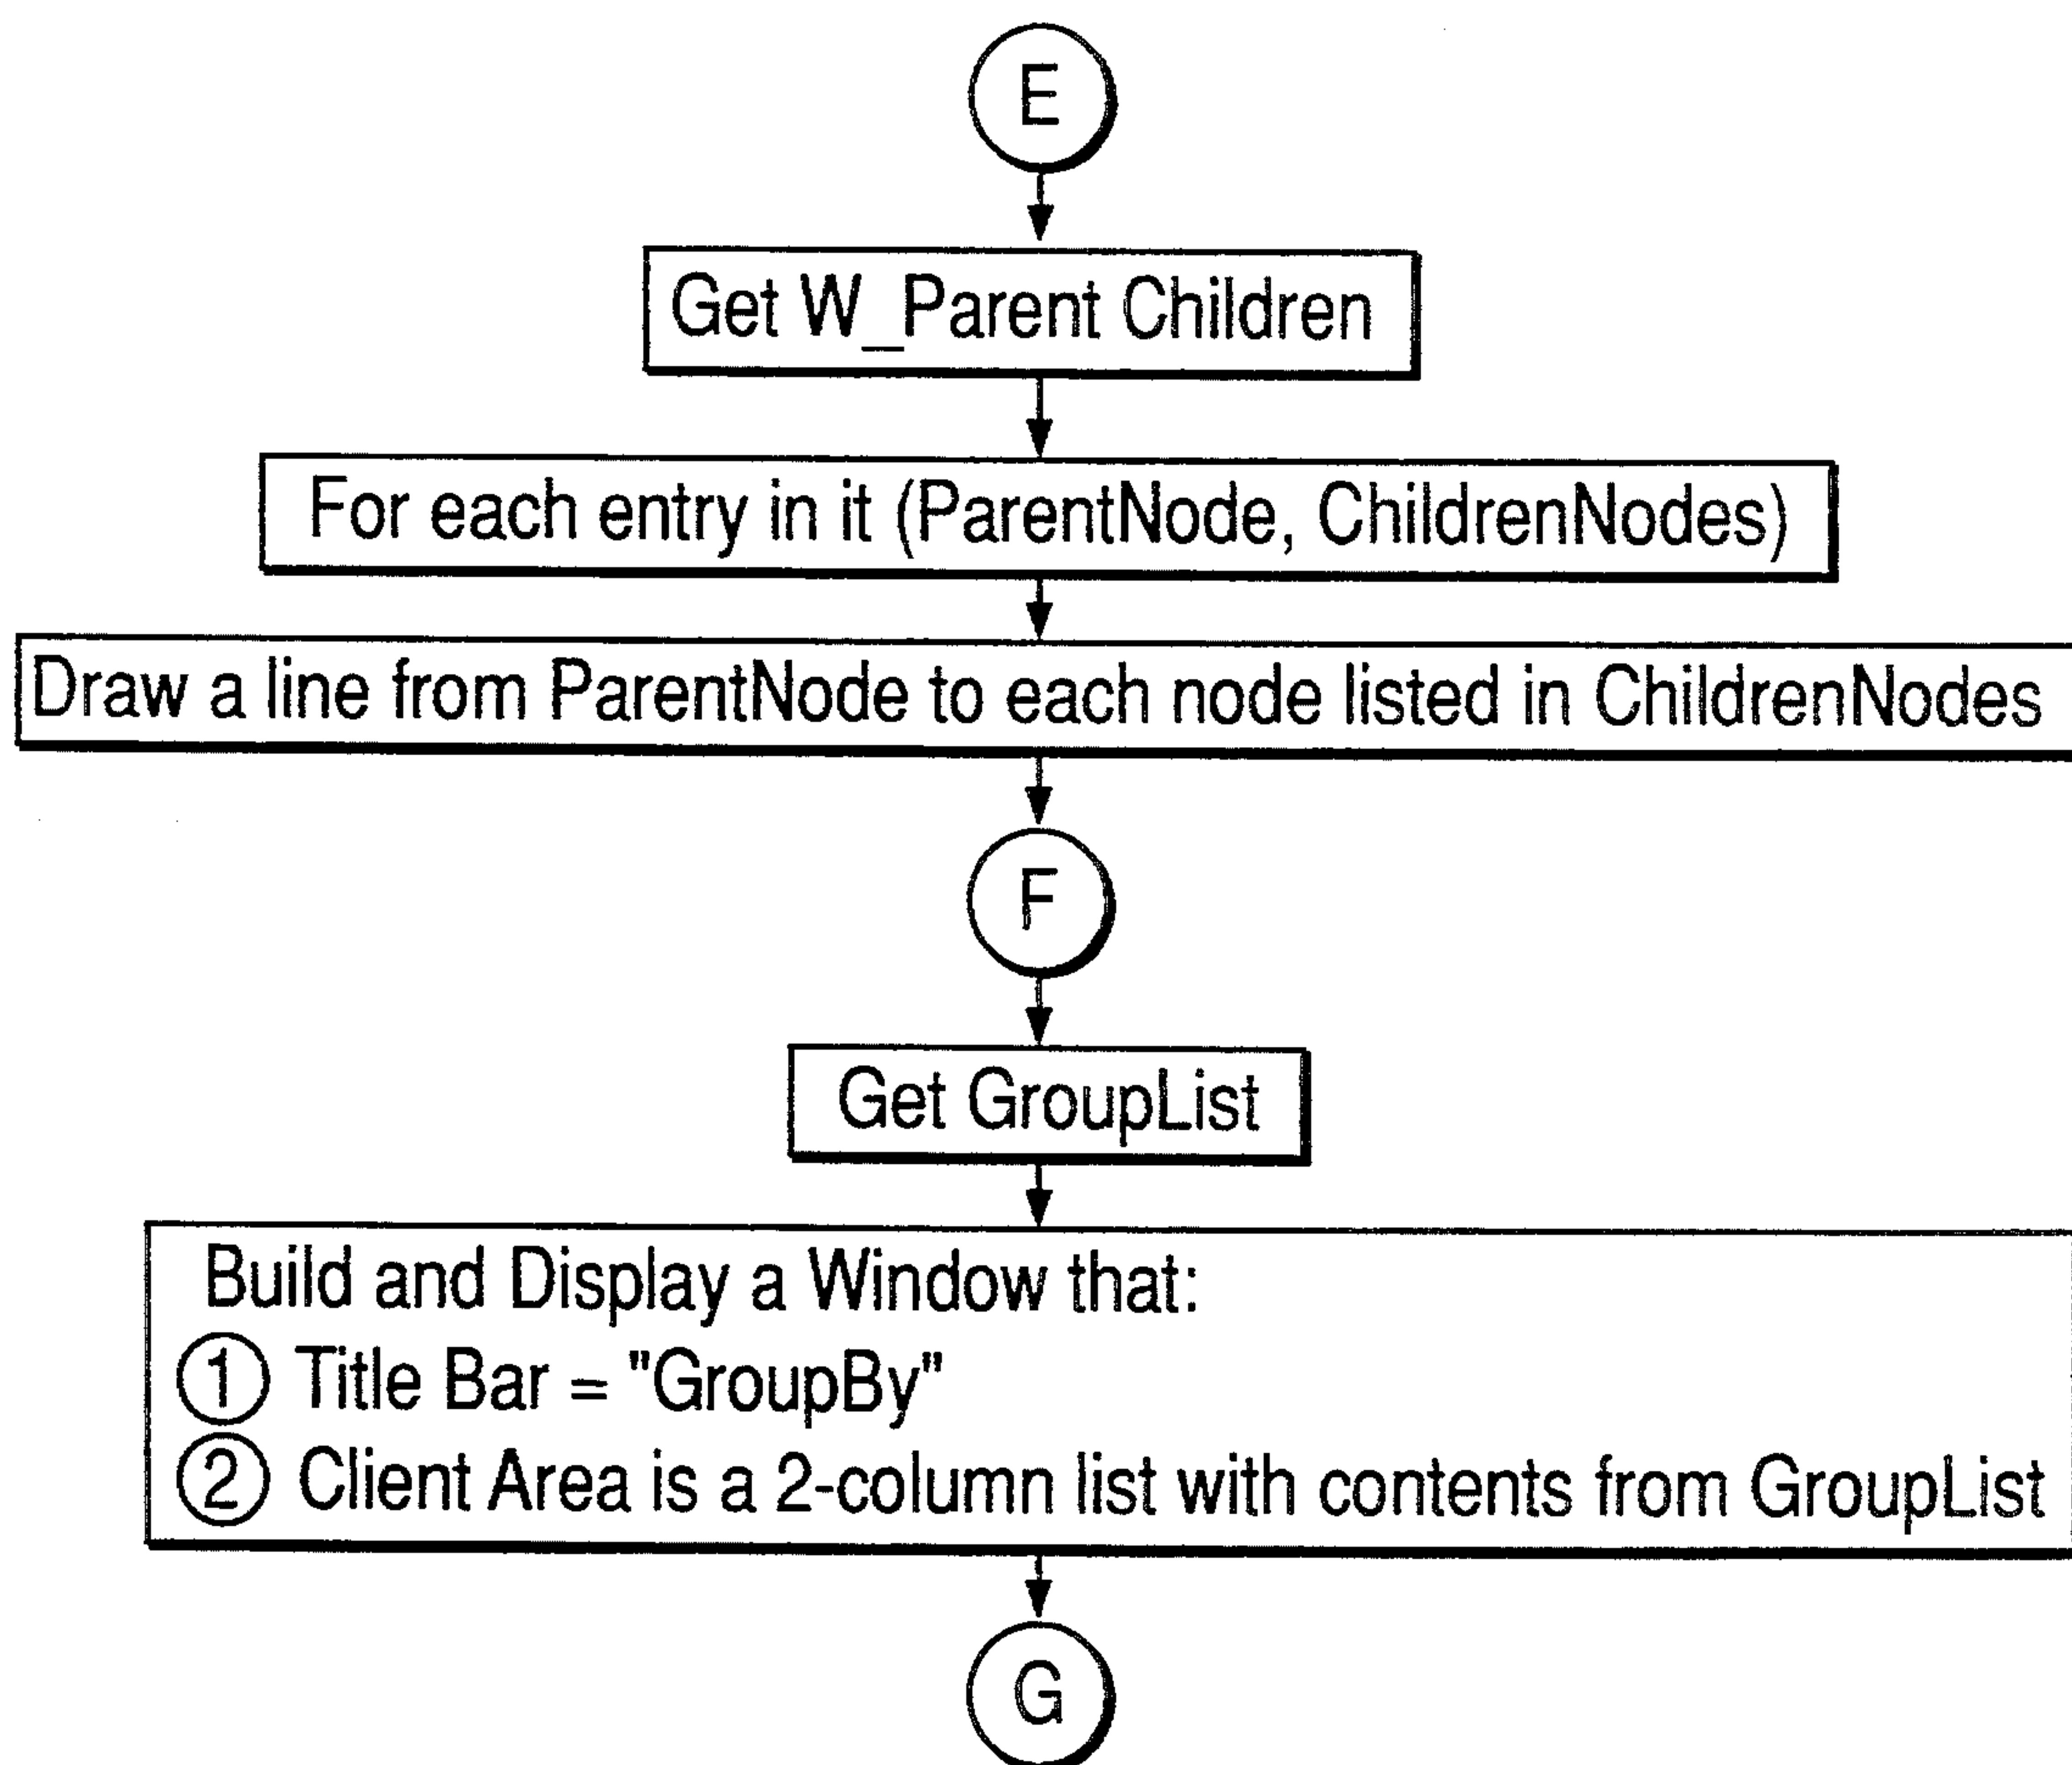 E
Get W_Parent Children
For each entry in it (ParentNode, ChildrenNodes)
Draw a line from ParentNode to each node listed in ChildrenNodes
F
Get GroupList
Build and Display a Window that:
① Title Bar = "GroupBy"
② Client Area is a 2-column list with contents from GroupList
G